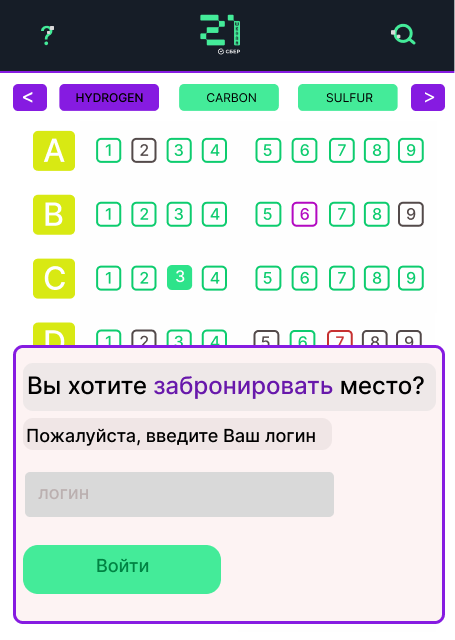 ?
21
СБЕР
< HYDROGEN CARBON SULFUR >
A 1 2 3 4 5 6 7 8 9
B 1 2 3 4 5 6 7 8 9
C 1 2 3 4 5 6 7 8 9
D 1 2 3 4 5 6 7 8 9
Вы хотите забронировать место?
Пожалуйста, введите Ваш логин
логин
Войти